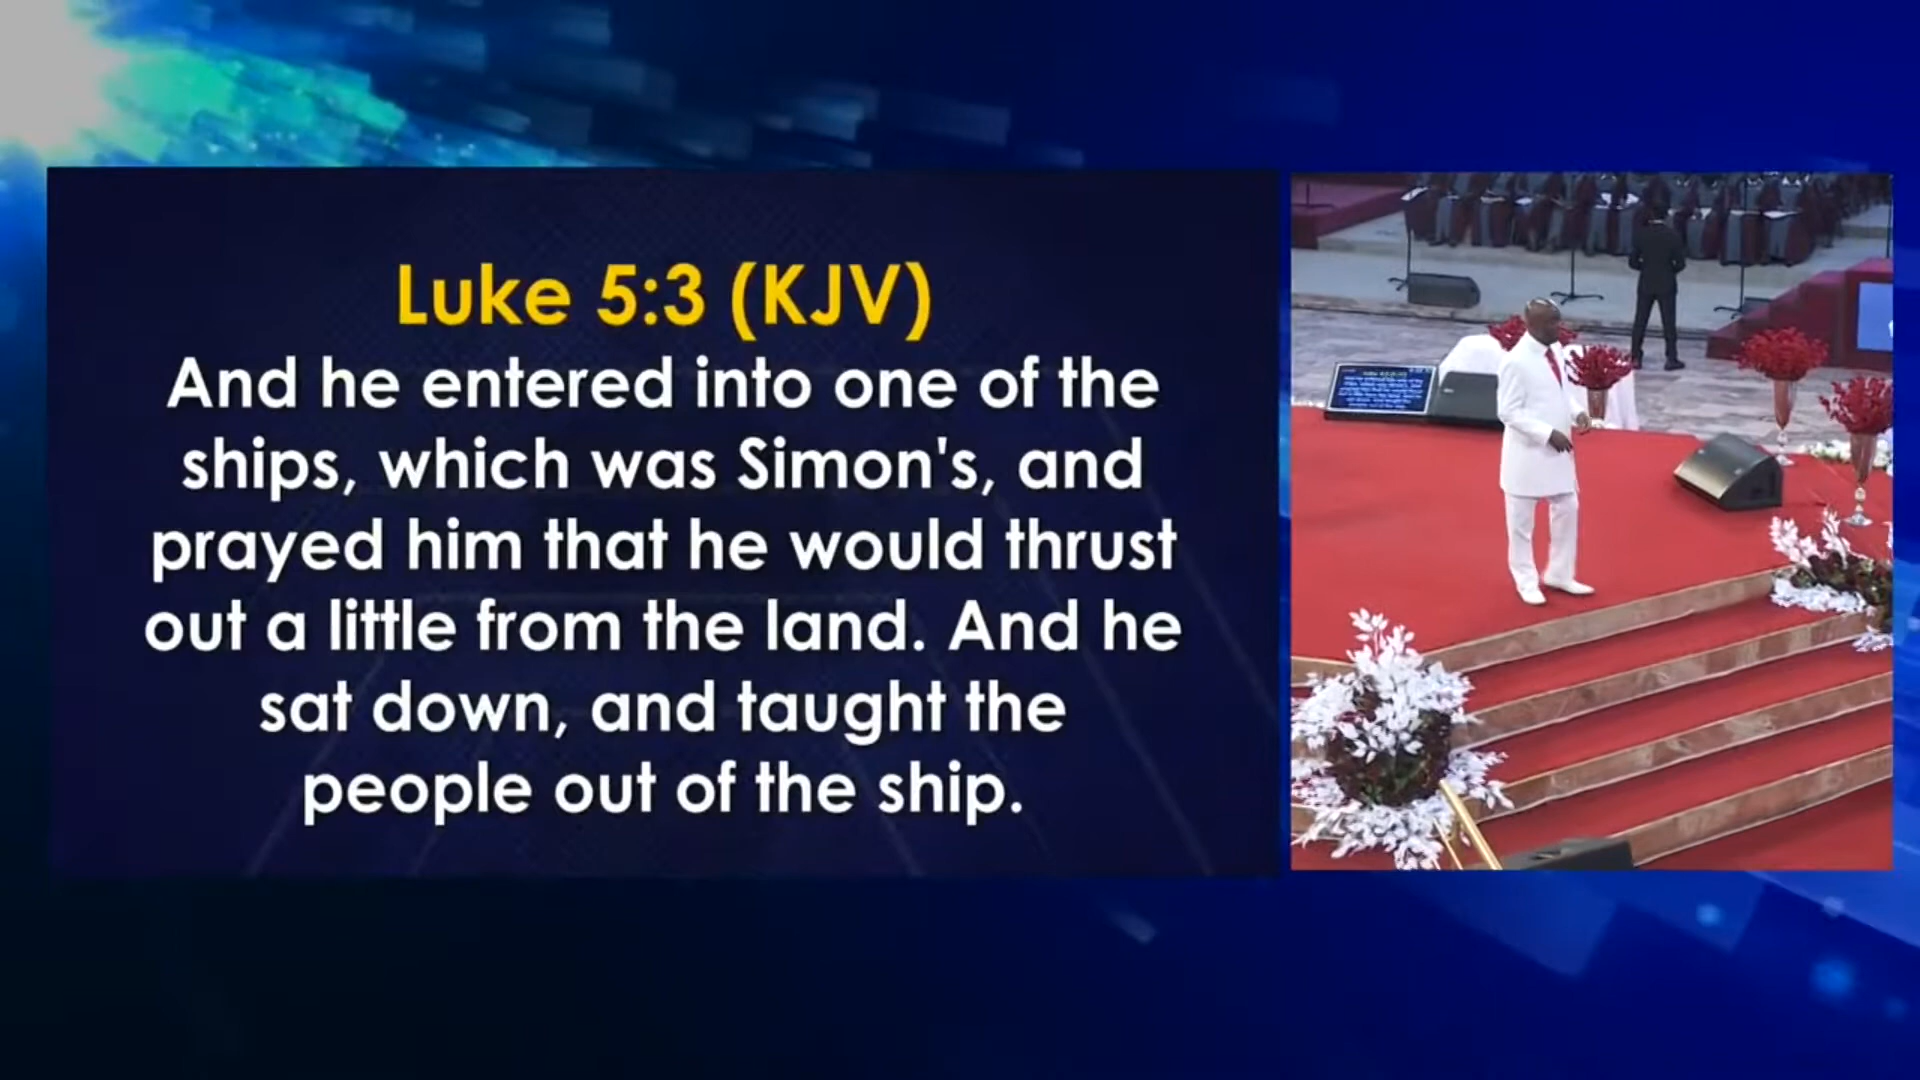 Luke 5:3 (KJV)
And he entered into one of the
ships, which was Simon's, and
prayed him that he would thrust
out a little from the land. And he
sat down, and taught the
people out of the ship.